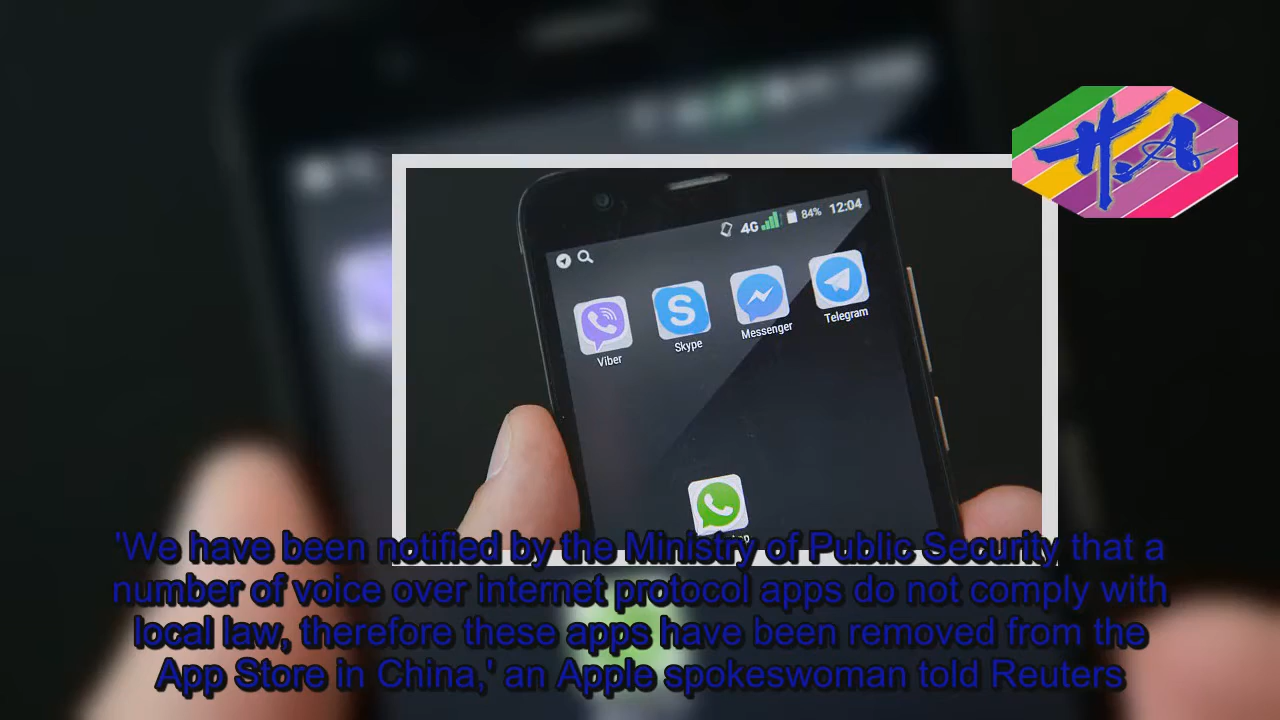 4G 84% 12:04
Viber Skype Messenger Telegram
H.A
'We have been notified by the Ministry of Public Security that a
number of voice over internet protocol apps do not comply with
local law, therefore these apps have been removed from the
App Store in China,' an Apple spokeswoman told Reuters